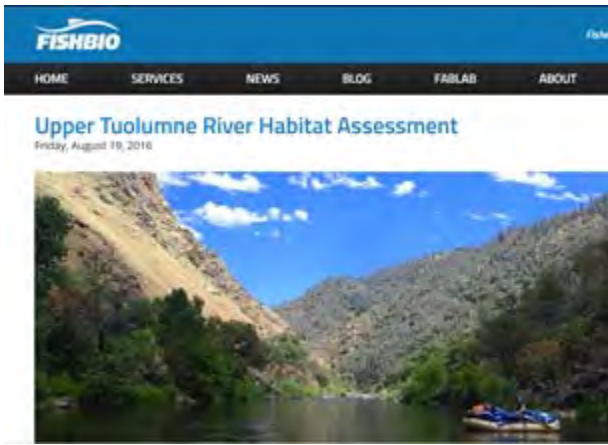 FISHBIO
HOME SERVICES NEWS BLOG FABLAB ABOUT
Upper Tuolumne River Habitat Assessment
Friday, August 19, 2016